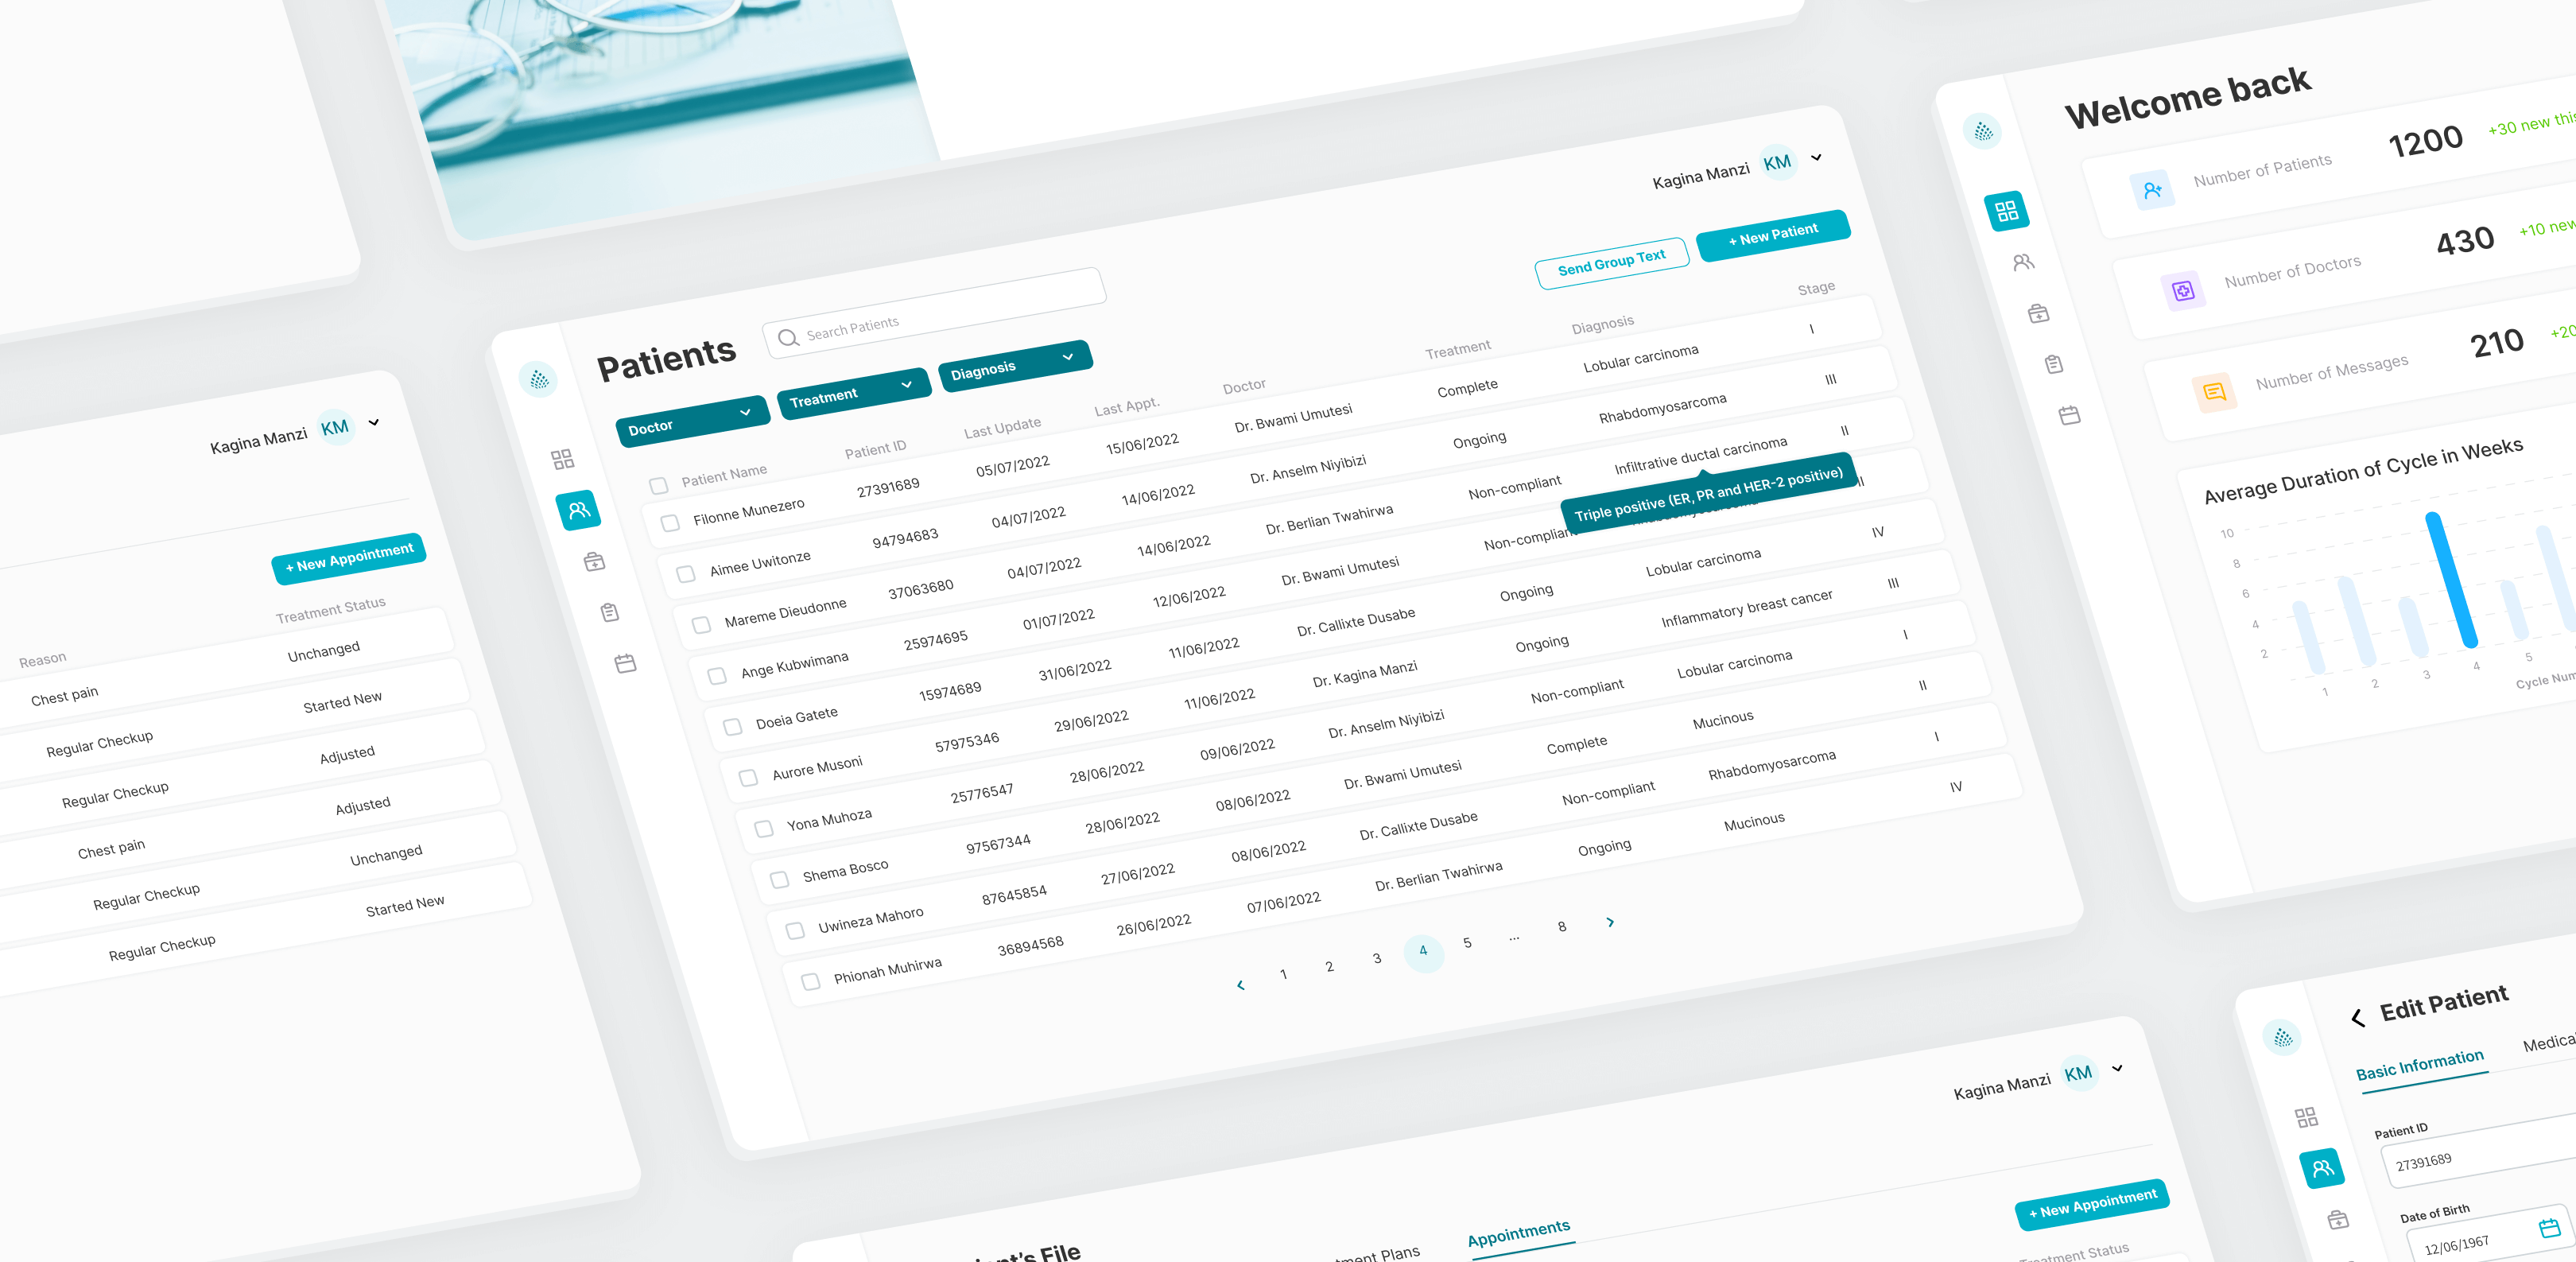 Kagina Manzi KM
+ New Appointment
Reason Treatment Status
Chest pain Unchanged
Regular Checkup Started New
Regular Checkup Adjusted
Chest pain Adjusted
Regular Checkup Unchanged
Regular Checkup Started New
Kagina Manzi KM
Patients
Search Patients
Send Group Text
+ New Patient
Doctor
Treatment
Diagnosis
Patient Name Patient ID Last Update Last Appt. Doctor Treatment Diagnosis Stage
Filonne Munezero 27391689 05/07/2022 15/06/2022 Dr. Bwami Umutesi Complete Lobular carcinoma I
Aimee Uwitonze 94794683 04/07/2022 14/06/2022 Dr. Anselm Niyibizi Ongoing Rhabdomyosarcoma III
Mareme Dieudonne 37063680 04/07/2022 14/06/2022 Dr. Berlian Twahirwa Non-compliant Infiltrative ductal carcinoma II
Triple positive (ER, PR and HER-2 positive)
Ange Kubwimana 25974695 01/07/2022 12/06/2022 Dr. Bwami Umutesi Non-compliant II
Doeia Gatete 15974689 31/06/2022 11/06/2022 Dr. Callixte Dusabe Ongoing Lobular carcinoma IV
Aurore Musoni 57975346 29/06/2022 11/06/2022 Dr. Kagina Manzi Ongoing Inflammatory breast cancer III
Yona Muhoza 25776547 28/06/2022 09/06/2022 Dr. Anselm Niyibizi Non-compliant Lobular carcinoma I
Shema Bosco 97567344 28/06/2022 08/06/2022 Dr. Bwami Umutesi Complete Mucinous II
Uwineza Mahoro 87645854 27/06/2022 08/06/2022 Dr. Callixte Dusabe Non-compliant Rhabdomyosarcoma I
Phionah Muhirwa 36894568 26/06/2022 07/06/2022 Dr. Berlian Twahirwa Ongoing Mucinous IV
1 2 3 4 5 ... 8
Welcome back
Number of Patients 1200 +30 new this
Number of Doctors 430 +10 new
Number of Messages 210 +20
Average Duration of Cycle in Weeks
10
8
6
4
2
1 2 3 4 5
Cycle Num
Kagina Manzi KM
+ New Appointment
Plans Appointments
File
Treatment Status
Edit Patient
Basic Information
Patient ID
27391689
Date of Birth
12/06/1967